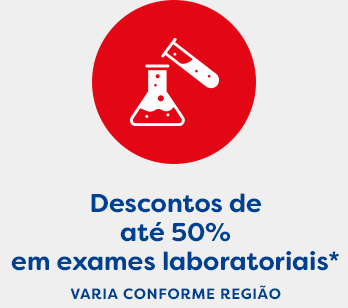 Descontos de
até 50%
em exames laboratoriais*
VARIA CONFORME REGIÃO